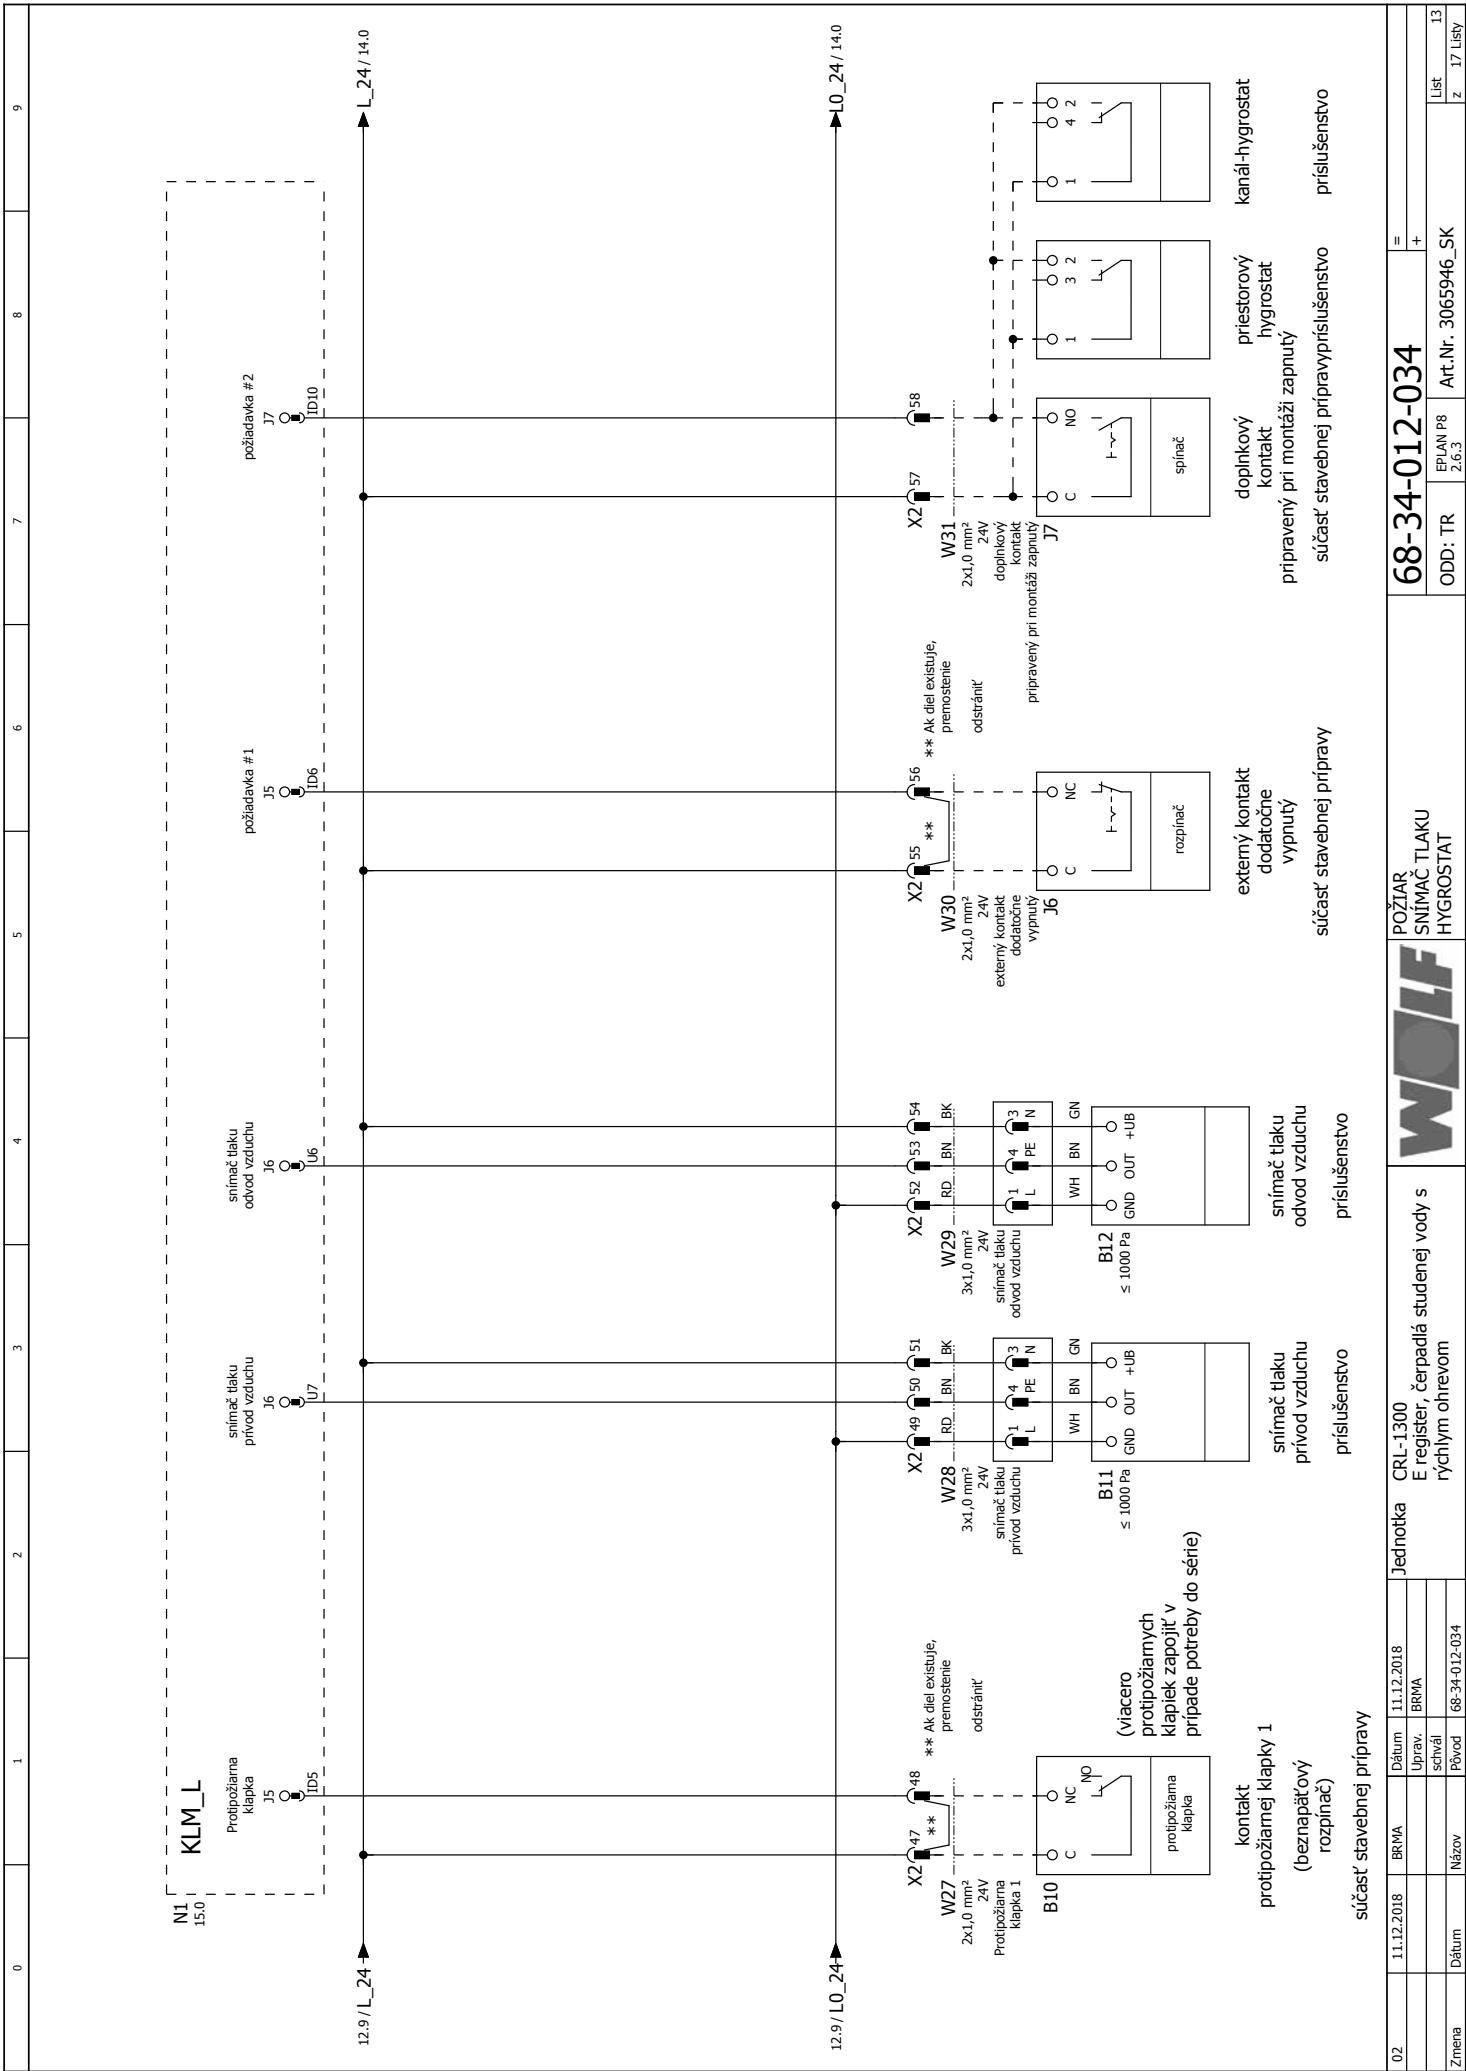 0 1 2 3 4 5 6 7 8 9
N1
15.0
KLM_L
Protipožiarna
klapka
J5
ID5
snímač tlaku
prívod vzduchu
J6
U7
snímač tlaku
odvod vzduchu
J6
U6
požiadavka #1
J5
ID6
požiadavka #2
J7
ID10
12.9 / L_24
L_24 / 14.0
12.9 / L0_24
L0_24 / 14.0
X2 47 48
**
** Ak diel existuje,
premostenie
odstrániť
W27
2x1,0 mm²
24V
Protipožiarna
klapka 1
B10
C NC NO
protipožiarna
klapka
(viacero
protipožiarnych
klapiek zapojiť v
prípade potreby do série)
kontakt
protipožiarnej klapky 1
(beznapäťový
rozpínač)
súčasť stavebnej prípravy
X2 49 50 51
RD BN BK
W28
3x1,0 mm²
24V
snímač tlaku
prívod vzduchu
1 4 3
L PE N
WH BN GN
B11
≤ 1000 Pa
GND OUT +UB
snímač tlaku
prívod vzduchu
príslušenstvo
X2 52 53 54
RD BN BK
W29
3x1,0 mm²
24V
snímač tlaku
odvod vzduchu
1 4 3
L PE N
WH BN GN
B12
≤ 1000 Pa
GND OUT +UB
snímač tlaku
odvod vzduchu
príslušenstvo
X2 55 56
**
** Ak diel existuje,
premostenie
odstrániť
W30
2x1,0 mm²
24V
externý kontakt
dodatočne
vypnutý
J6
C NC
rozpínač
externý kontakt
dodatočne
vypnutý
súčasť stavebnej prípravy
X2 57 58
W31
2x1,0 mm²
24V
doplnkový
kontakt
pripravený pri montáži zapnutý
J7
C NO
spínač
doplnkový
kontakt
pripravený pri montáži zapnutý
súčasť stavebnej prípravy
1 3 2
priestorový
hygrostat
príslušenstvo
1 4 2
kanál-hygrostat
príslušenstvo
02 11.12.2018 BRMA Dátum 11.12.2018
Uprav. BRMA
schvál
Zmena Dátum Názov Pôvod 68-34-012-034
Jednotka CRL-1300
E register, čerpadlá studenej vody s
rýchlym ohrevom
WOLF
POŽIAR
SNÍMAČ TLAKU
HYGROSTAT
68-34-012-034
=
+
ODD: TR
EPLAN P8
2.6.3
Art.Nr. 3065946_SK
List 13
z 17 Listy